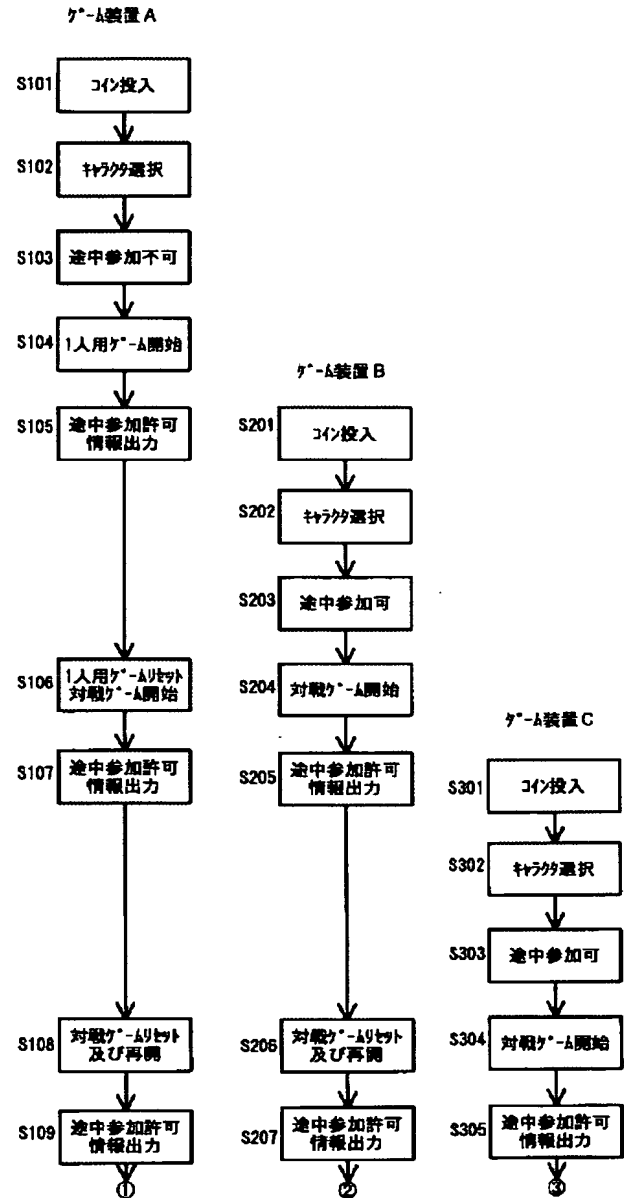 ｹﾞｰﾑ装置A
S101
ｺｲﾝ投入
S102
ｷｬﾗｸﾀ選択
S103
途中参加不可
S104
1人用ｹﾞｰﾑ開始
S105
途中参加許可
情報出力
S106
1人用ｹﾞｰﾑﾘｾｯﾄ
対戦ｹﾞｰﾑ開始
S107
途中参加許可
情報出力
S108
対戦ｹﾞｰﾑﾘｾｯﾄ
及び再開
S109
途中参加許可
情報出力
①
ｹﾞｰﾑ装置B
S201
ｺｲﾝ投入
S202
ｷｬﾗｸﾀ選択
S203
途中参加可
S204
対戦ｹﾞｰﾑ開始
S205
途中参加許可
情報出力
S206
対戦ｹﾞｰﾑﾘｾｯﾄ
及び再開
S207
途中参加許可
情報出力
②
ｹﾞｰﾑ装置C
S301
ｺｲﾝ投入
S302
ｷｬﾗｸﾀ選択
S303
途中参加可
S304
対戦ｹﾞｰﾑ開始
S305
途中参加許可
情報出力
③